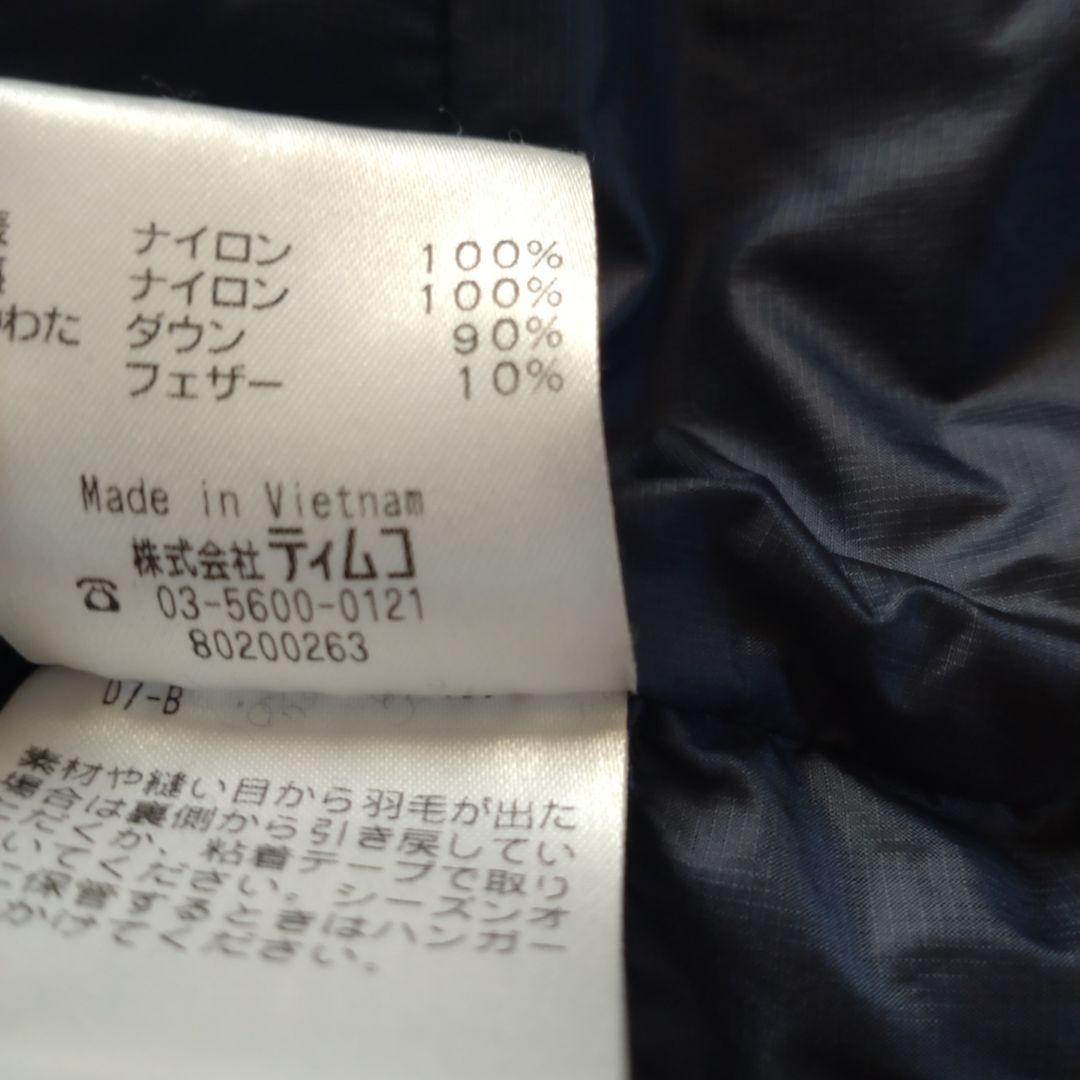 ナイロン 100%
ナイロン 100%
わた ダウン 90%
フェザー 10%
Made in Vietnam
株式会社ティムコ
☎ 03-5600-0121
80200263
D7-B
素材や縫い目から羽毛が出た
場合は裏側から引き戻してい
ただくか、粘着テープで取り
いてください。シーズンオ
保管するときはハンガー
かけてください。